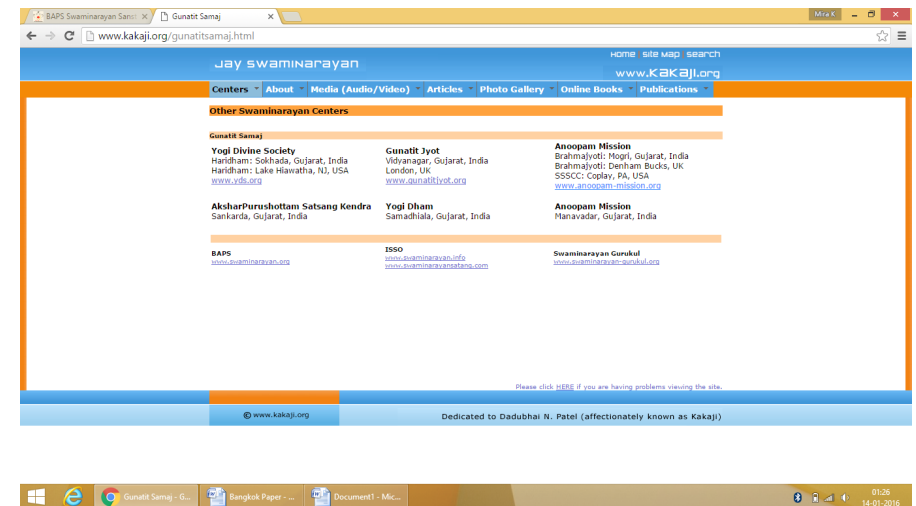 BAPS Swaminarayan Sanst
Gunatit Samaj
Mira K
www.kakaji.org/gunatitsamaj.html
Jay Swaminarayan
Home Site Map Search
www.KAKAJI.org
Centers About Media (Audio/Video) Articles Photo Gallery Online Books Publications
Other Swaminarayan Centers
Gunatit Samaj
Yogi Divine Society
Haridham: Sokhada, Gujarat, India
Haridham: Lake Hiawatha, NJ, USA
www.yds.org
Gunatit Jyot
Vidyanagar, Gujarat, India
London, UK
www.gunatitjyot.org
Anoopam Mission
Brahmajyoti: Mogri, Gujarat, India
Brahmajyoti: Denham Bucks, UK
SSSCC: Coplay, PA, USA
www.anoopam-mission.org
AksharPurushottam Satsang Kendra
Sankarda, Gujarat, India
Yogi Dham
Samadhiala, Gujarat, India
Anoopam Mission
Manavadar, Gujarat, India
BAPS
www.swaminarayan.org
ISSO
www.swaminarayan.info
www.swaminarayansatang.com
Swaminarayan Gurukul
www.swaminarayan-gurukul.org
Please click HERE if you are having problems viewing the site.
© www.kakaji.org
Dedicated to Dadubhai N. Patel (affectionately known as Kakaji)
Gunatit Samaj - G...
Bangkok Paper - ...
Document1 - Mic...
01:26
14-01-2016